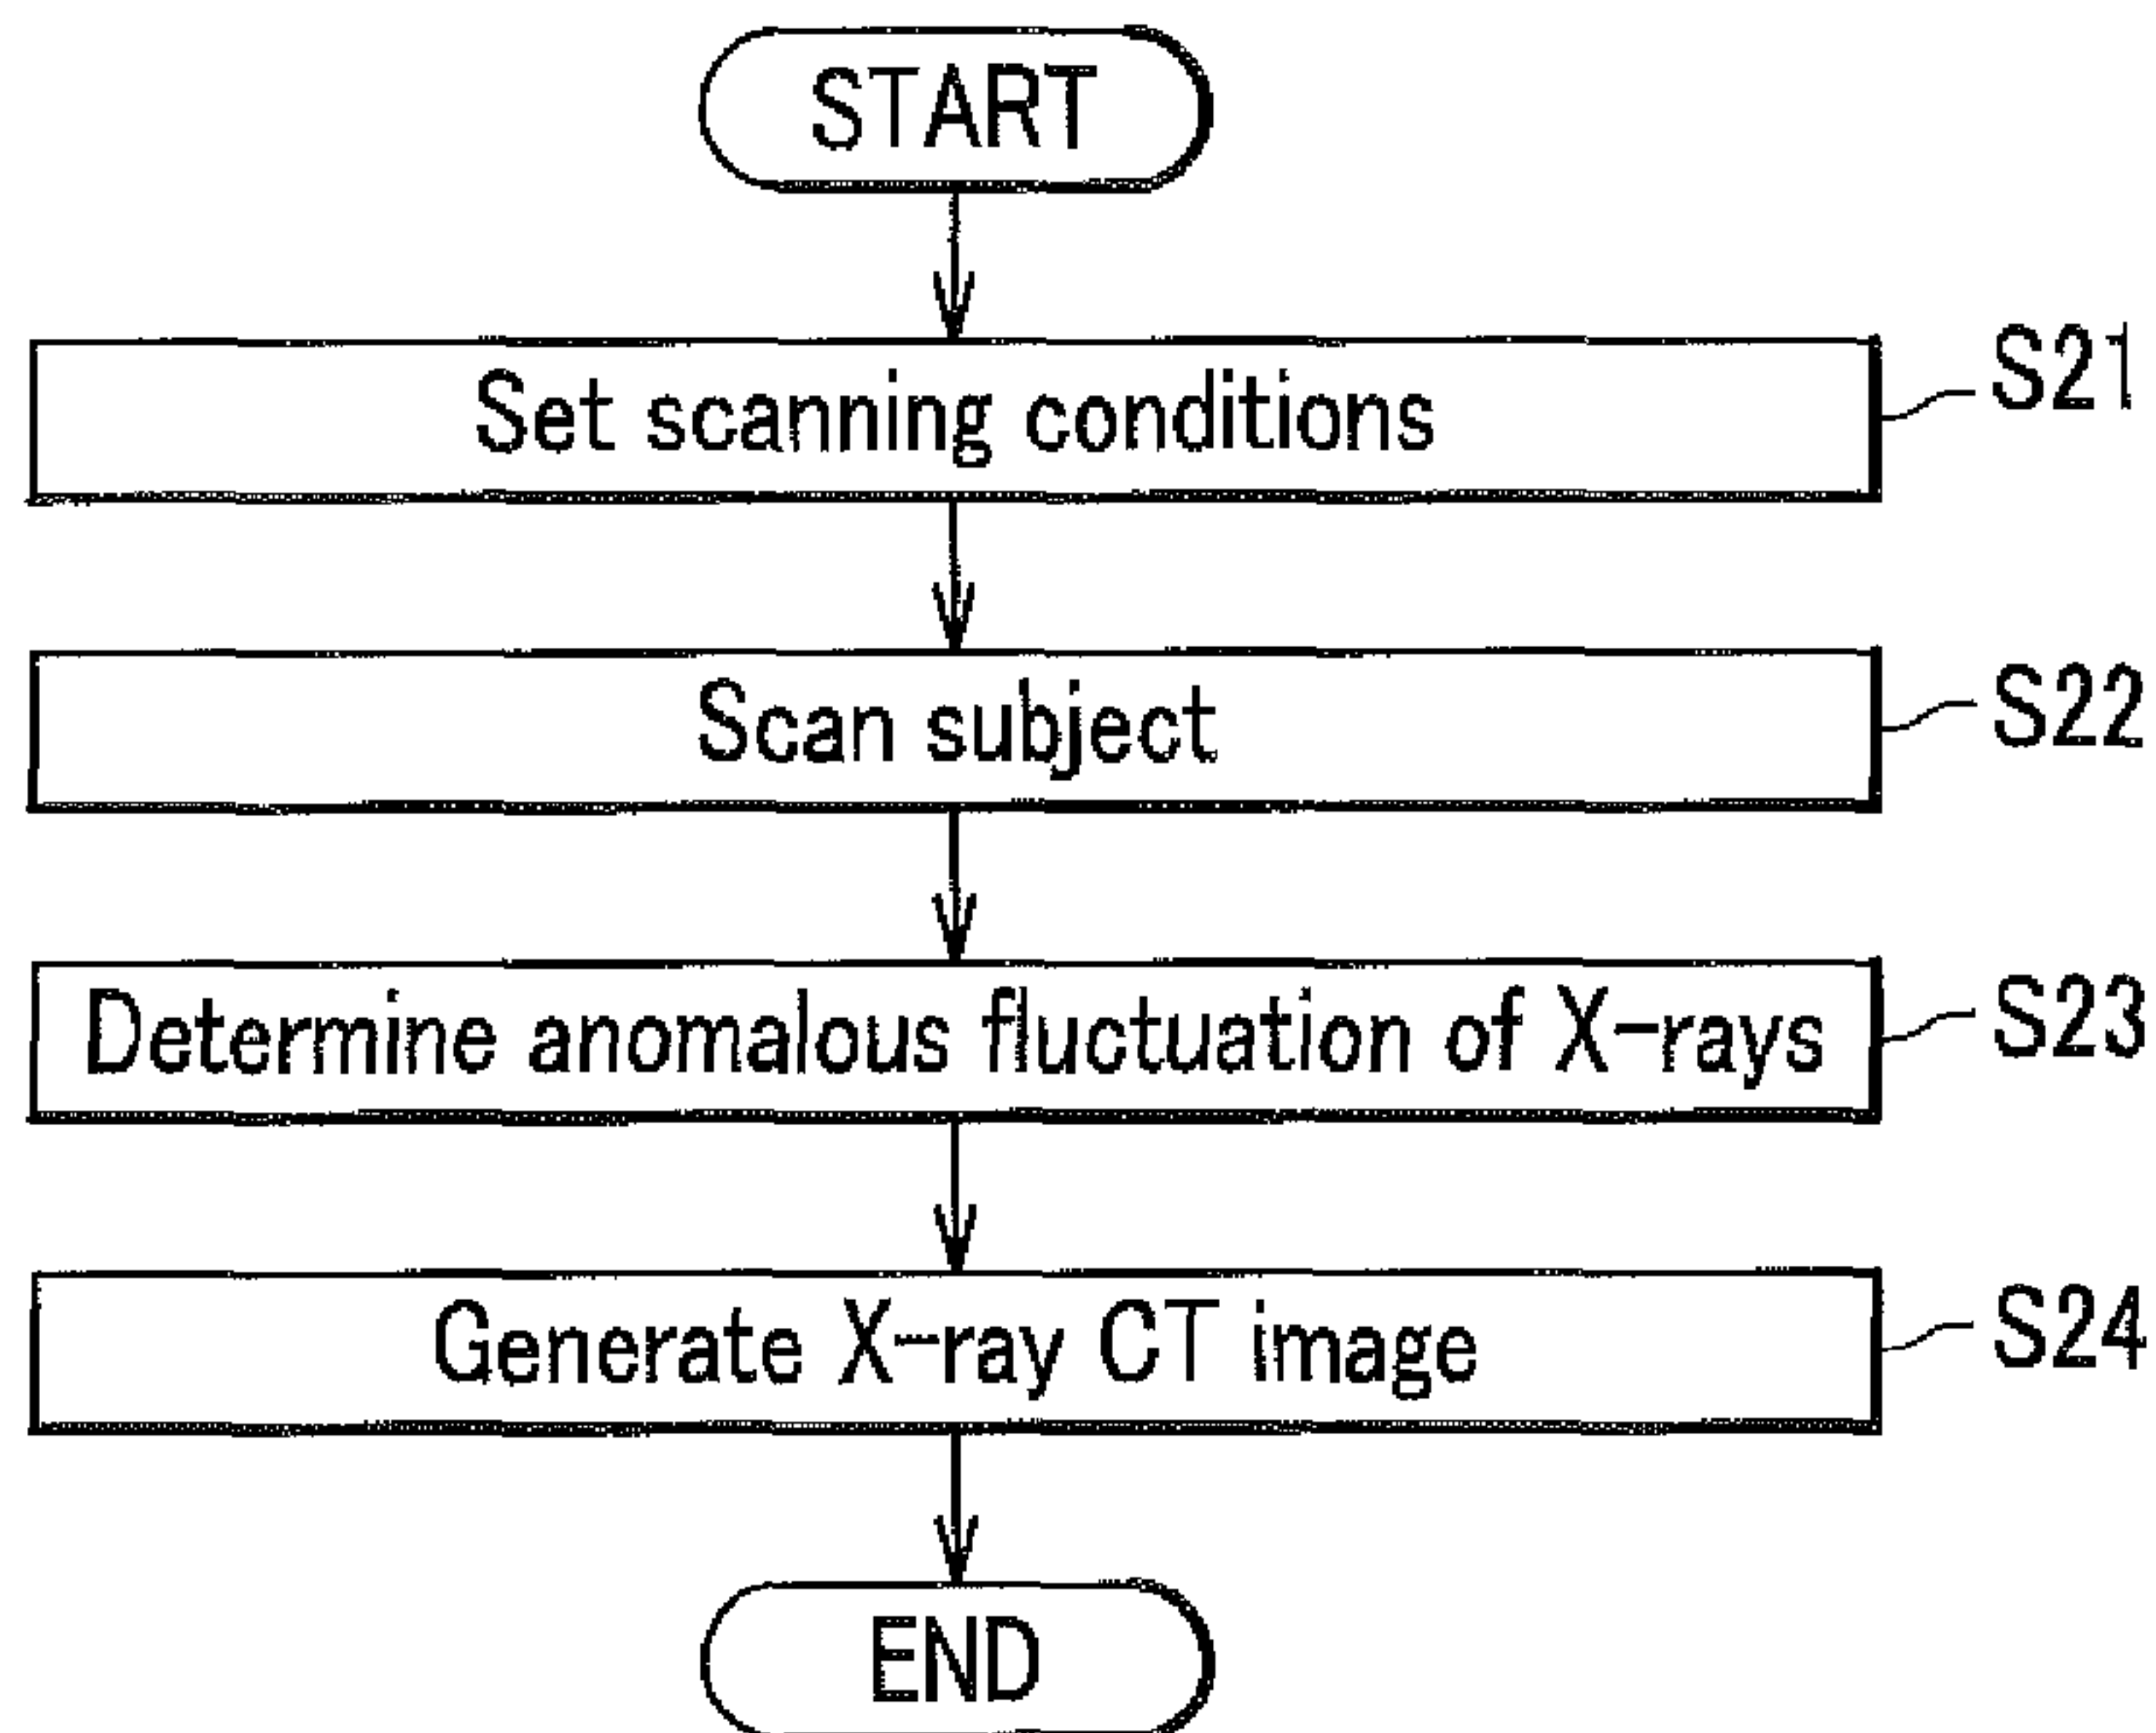 START
Set scanning conditions
S21
Scan subject
S22
Determine anomalous fluctuation of X-rays
S23
Generate X-ray CT image
S24
END